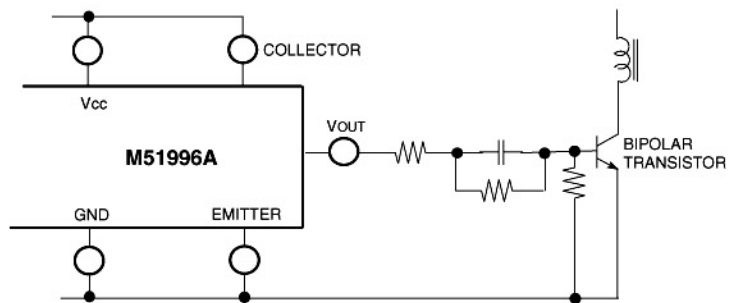 COLLECTOR
Vcc
VOUT
M51996A
BIPOLAR
TRANSISTOR
GND
EMITTER